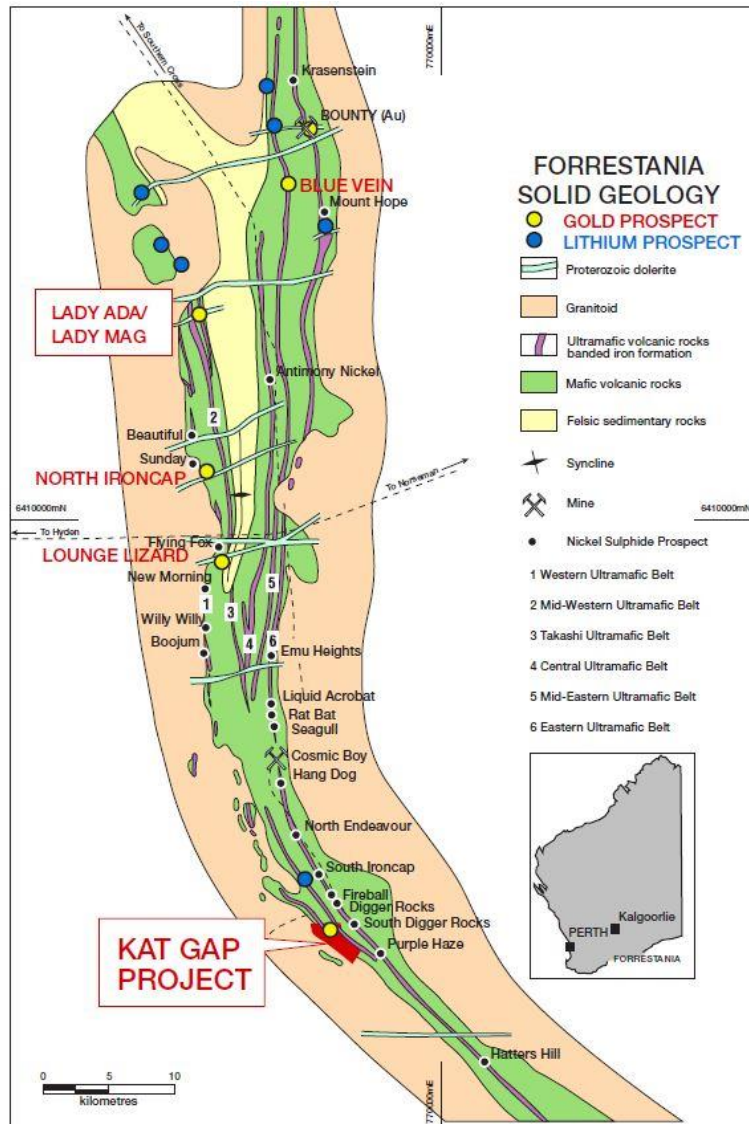 To Southern Cross
770000mE
Krasenstein
BOUNTY (Au)
BLUE VEIN
Mount Hope
LADY ADA/
LADY MAG
Antimony Nickel
2
Beautiful
Sunday
NORTH IRONCAP
To Norseman
6410000mN
6410000mN
To Hyden
Flying Fox
LOUNGE LIZARD
New Morning
5
1
3
Willy Willy
4
6
Boojum
Emu Heights
Liquid Acrobat
Rat Bat
Seagull
Cosmic Boy
Hang Dog
North Endeavour
South Ironcap
Fireball
Digger Rocks
South Digger Rocks
KAT GAP
PROJECT
Purple Haze
Hatters Hill
0 5 10
kilometres
770000mE
FORRESTANIA
SOLID GEOLOGY
GOLD PROSPECT
LITHIUM PROSPECT
Proterozoic dolerite
Granitoid
Ultramafic volcanic rocks
banded iron formation
Mafic volcanic rocks
Felsic sedimentary rocks
Syncline
Mine
Nickel Sulphide Prospect
1 Western Ultramafic Belt
2 Mid-Western Ultramafic Belt
3 Takashi Ultramafic Belt
4 Central Ultramafic Belt
5 Mid-Eastern Ultramafic Belt
6 Eastern Ultramafic Belt
Kalgoorlie
PERTH
FORRESTANIA